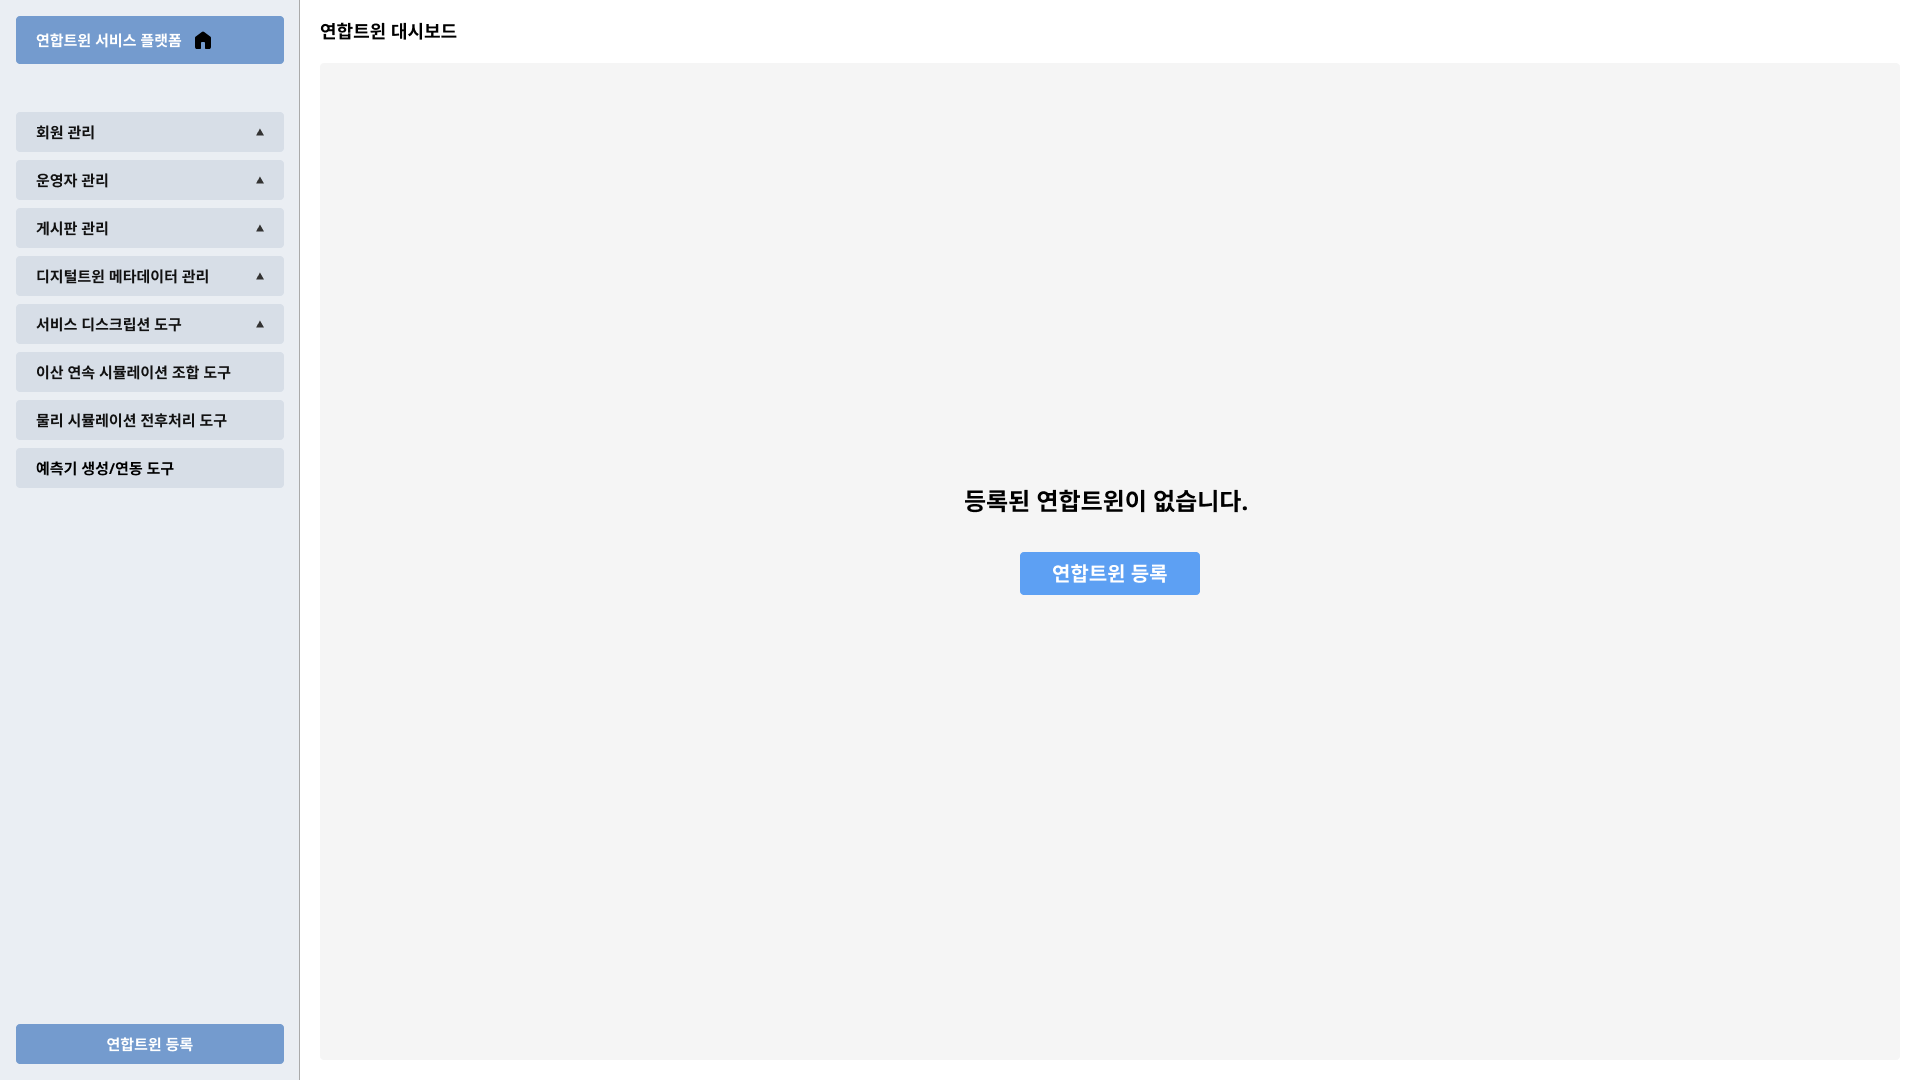 연합트윈 서비스 플랫폼
회원 관리
운영자 관리
게시판 관리
디지털트윈 메타데이터 관리
서비스 디스크립션 도구
이산 연속 시뮬레이션 조합 도구
물리 시뮬레이션 전후처리 도구
예측기 생성/연동 도구
연합트윈 등록
연합트윈 대시보드
등록된 연합트윈이 없습니다.
연합트윈 등록